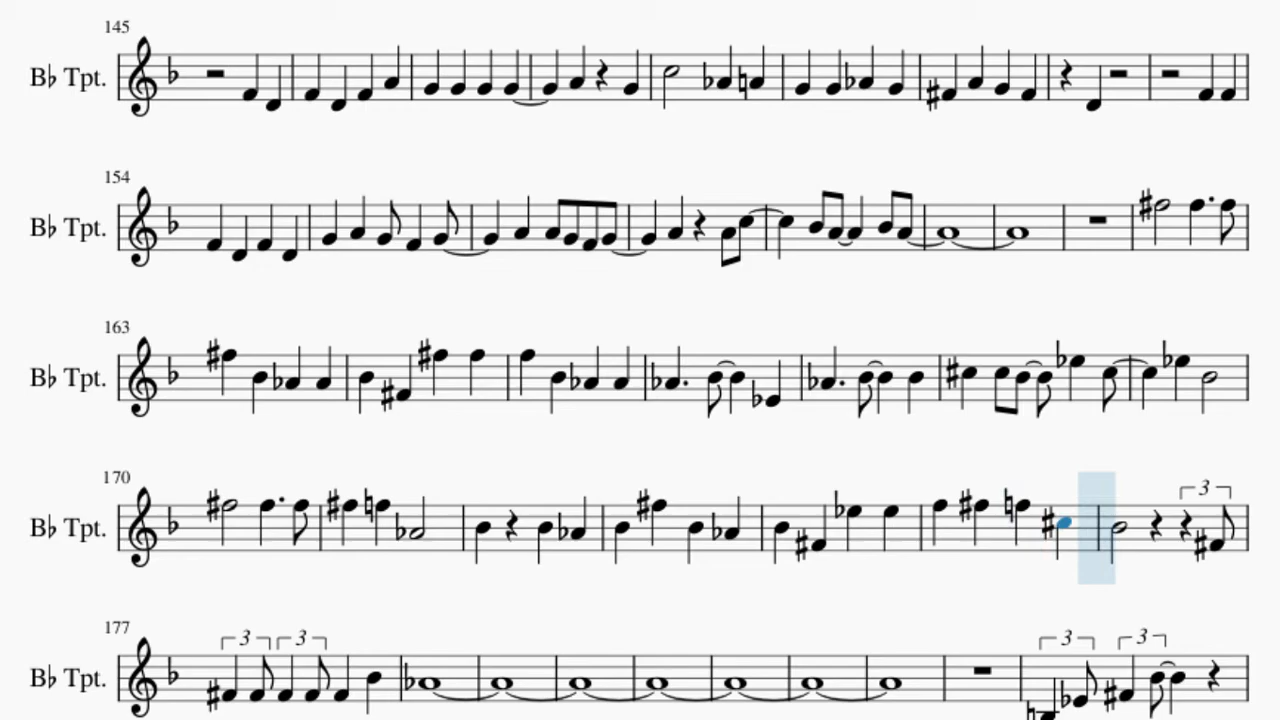 145
B♭ Tpt.
154
B♭ Tpt.
163
B♭ Tpt.
170
3
B♭ Tpt.
177
3 3 3 3
B♭ Tpt.